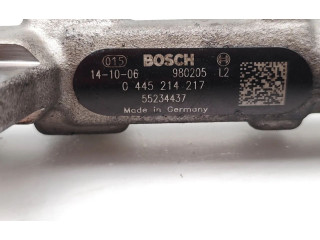 015 BOSCH
14-10-06 980205 L2
0 445 214 217
55234437
Made in Germany